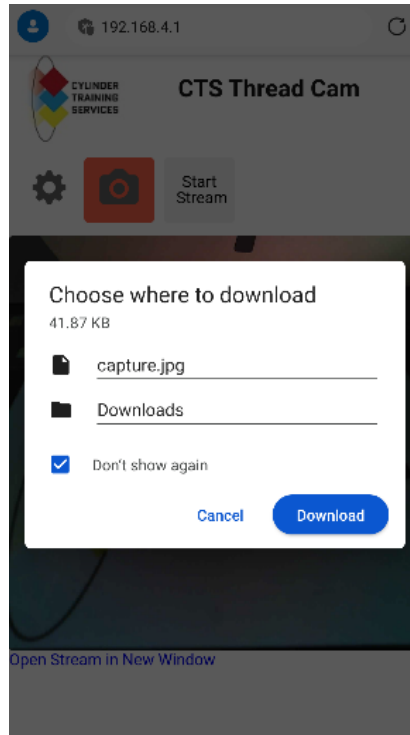 192.168.4.1
CYLINDER
TRAINING
SERVICES
CTS Thread Cam
Start
Stream
Choose where to download
41.87 KB
capture.jpg
Downloads
Don't show again
Cancel
Download
Open Stream in New Window